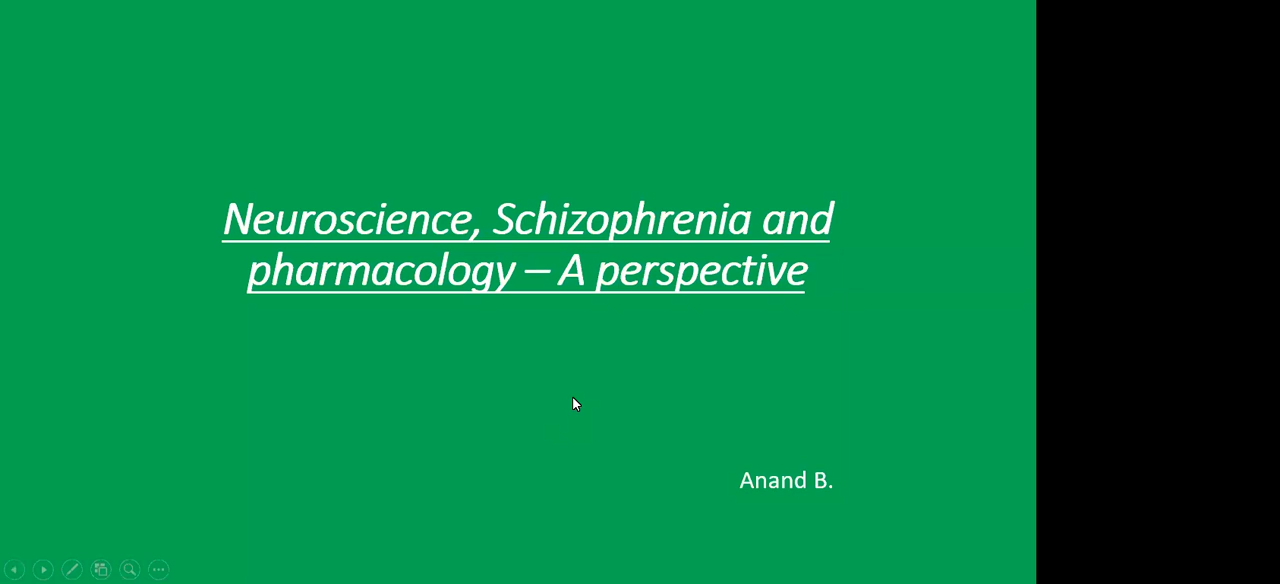 Neuroscience, Schizophrenia and
pharmacology – A perspective
Anand B.